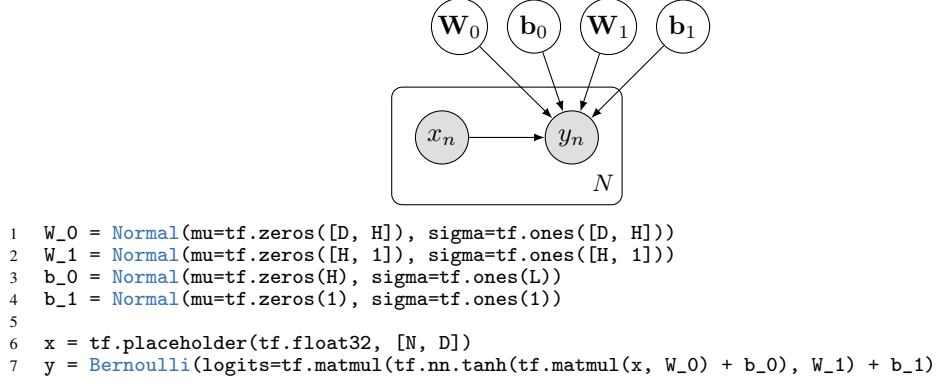 W₀ b₀ W₁ b₁
xₙ yₙ
N
1 W_0 = Normal(mu=tf.zeros([D, H]), sigma=tf.ones([D, H]))
2 W_1 = Normal(mu=tf.zeros([H, 1]), sigma=tf.ones([H, 1]))
3 b_0 = Normal(mu=tf.zeros(H), sigma=tf.ones(L))
4 b_1 = Normal(mu=tf.zeros(1), sigma=tf.ones(1))
5
6 x = tf.placeholder(tf.float32, [N, D])
7 y = Bernoulli(logits=tf.matmul(tf.nn.tanh(tf.matmul(x, W_0) + b_0), W_1) + b_1)